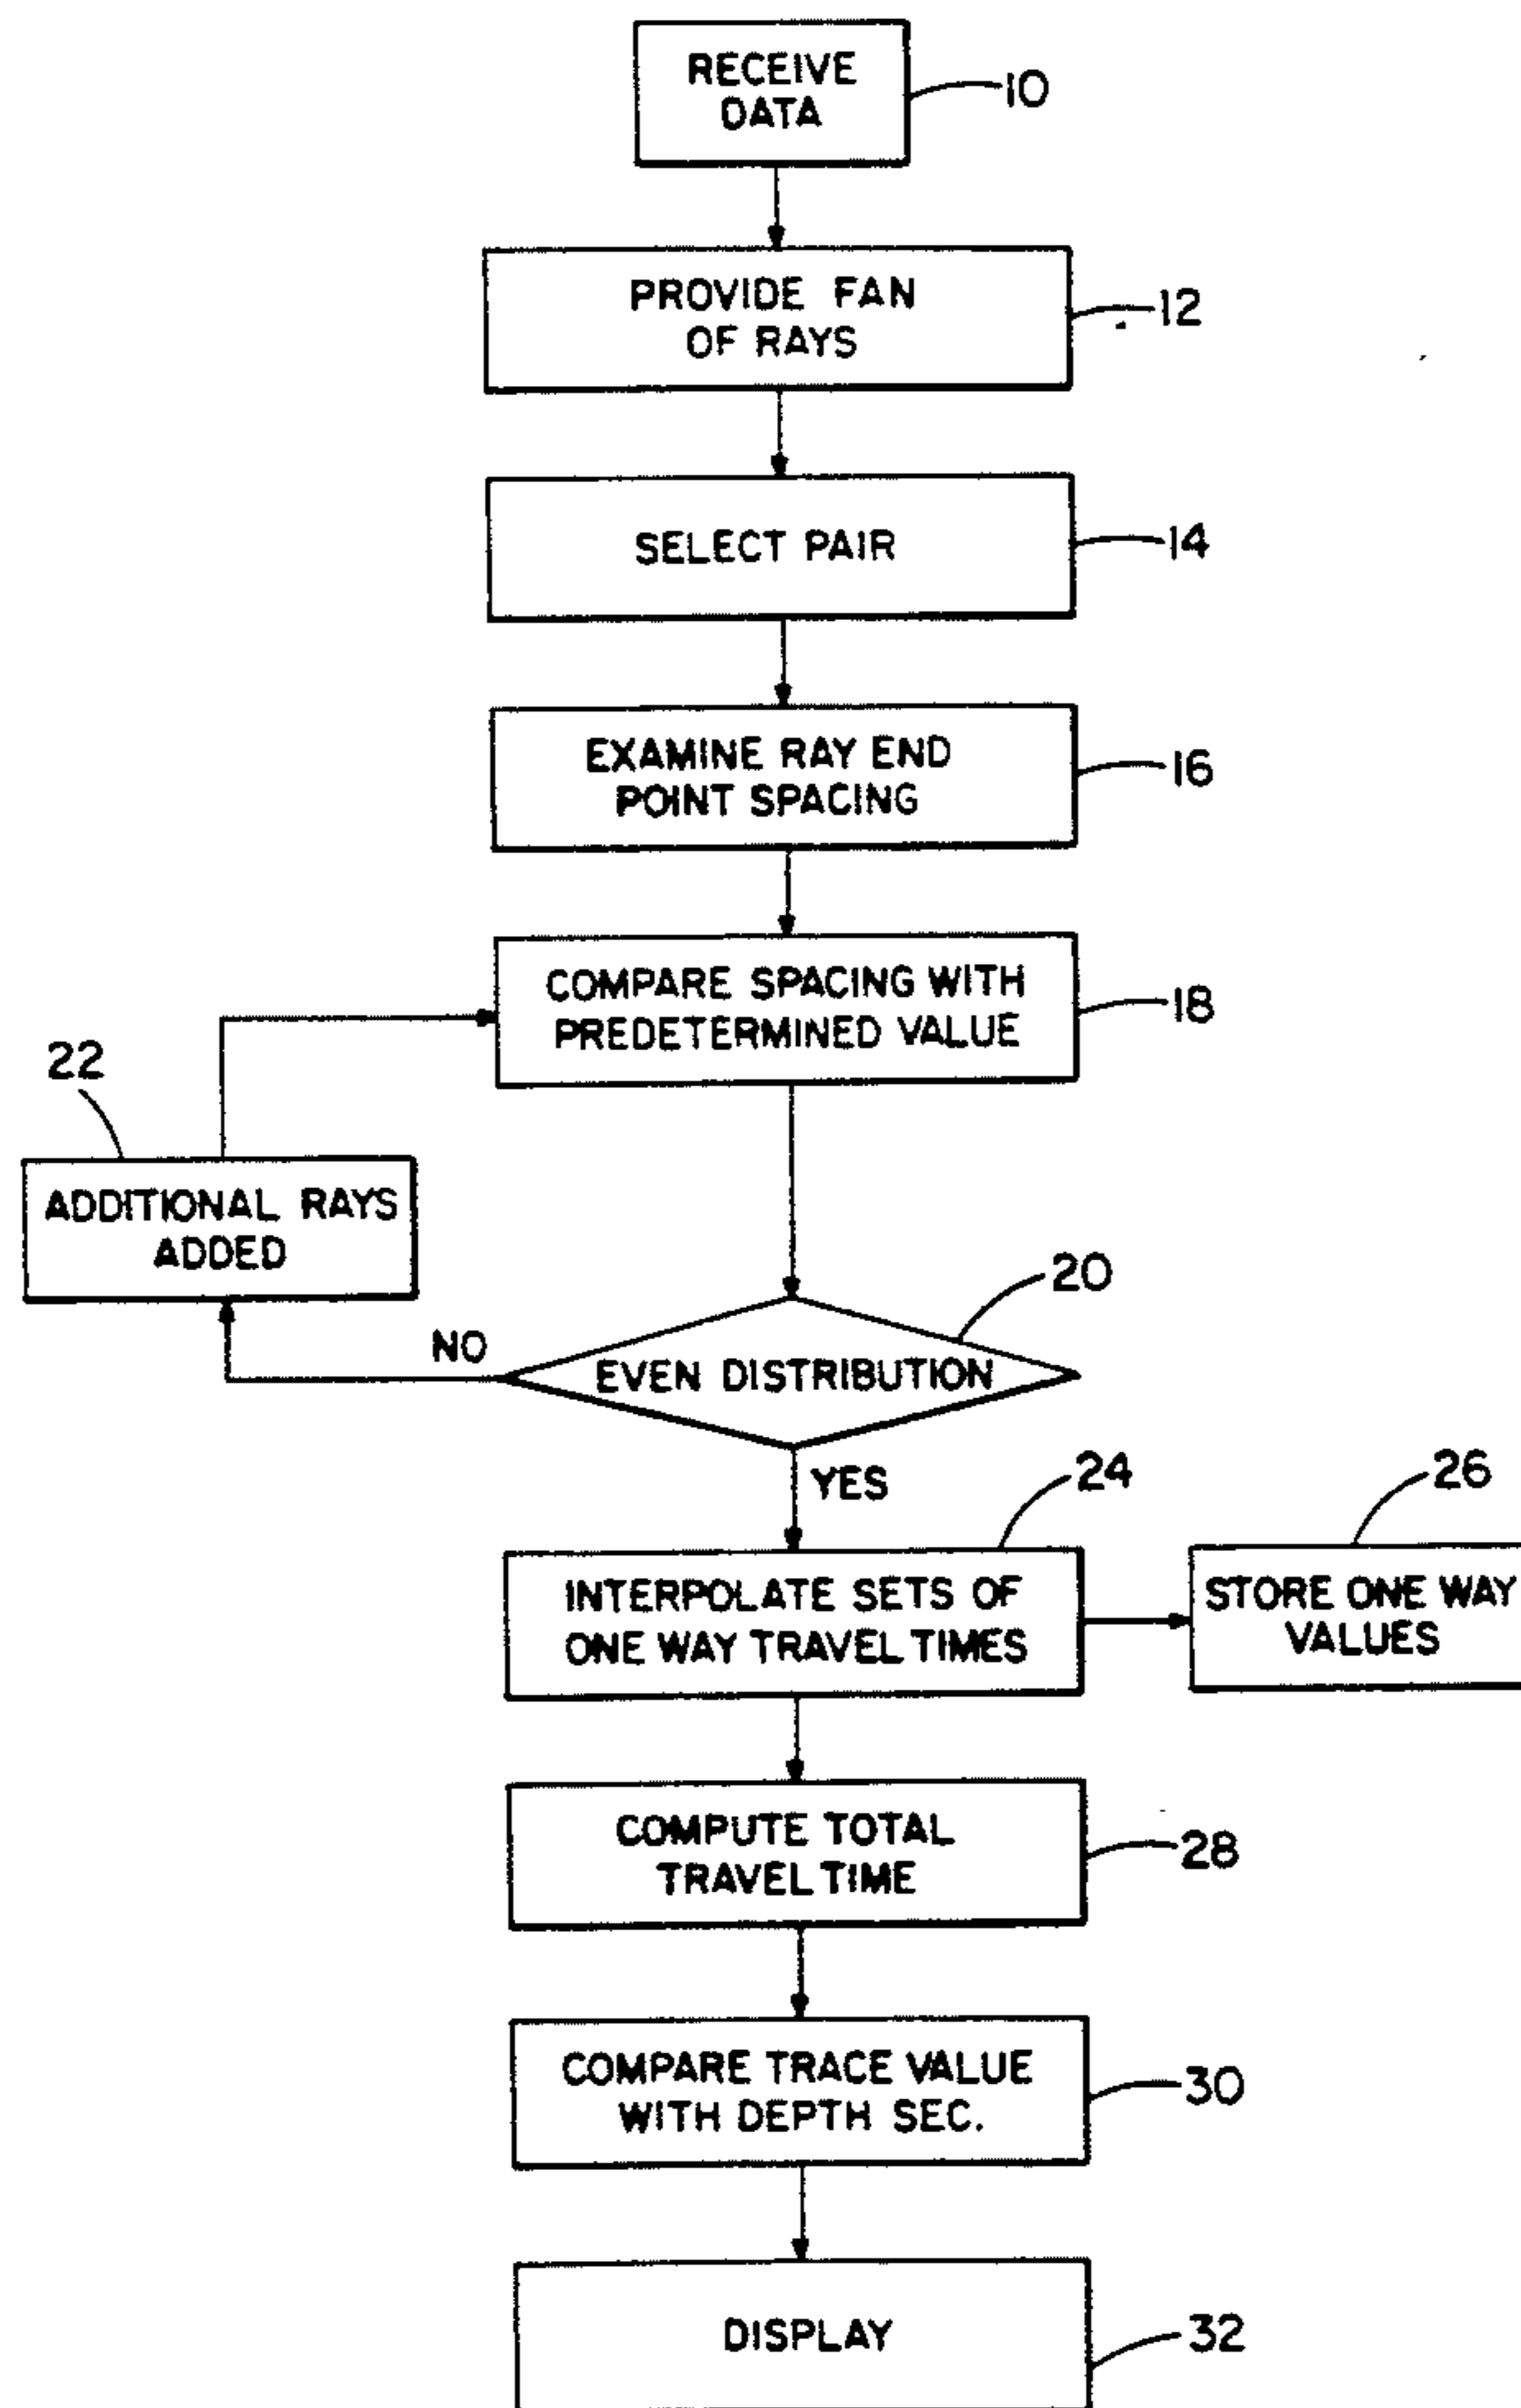 RECEIVE
DATA
10
PROVIDE FAN
OF RAYS
12
SELECT PAIR
14
EXAMINE RAY END
POINT SPACING
16
COMPARE SPACING WITH
PREDETERMINED VALUE
18
22
ADDITIONAL RAYS
ADDED
20
NO
EVEN DISTRIBUTION
YES
24
26
INTERPOLATE SETS OF
ONE WAY TRAVEL TIMES
STORE ONE WAY
VALUES
COMPUTE TOTAL
TRAVEL TIME
28
COMPARE TRACE VALUE
WITH DEPTH SEC.
30
DISPLAY
32